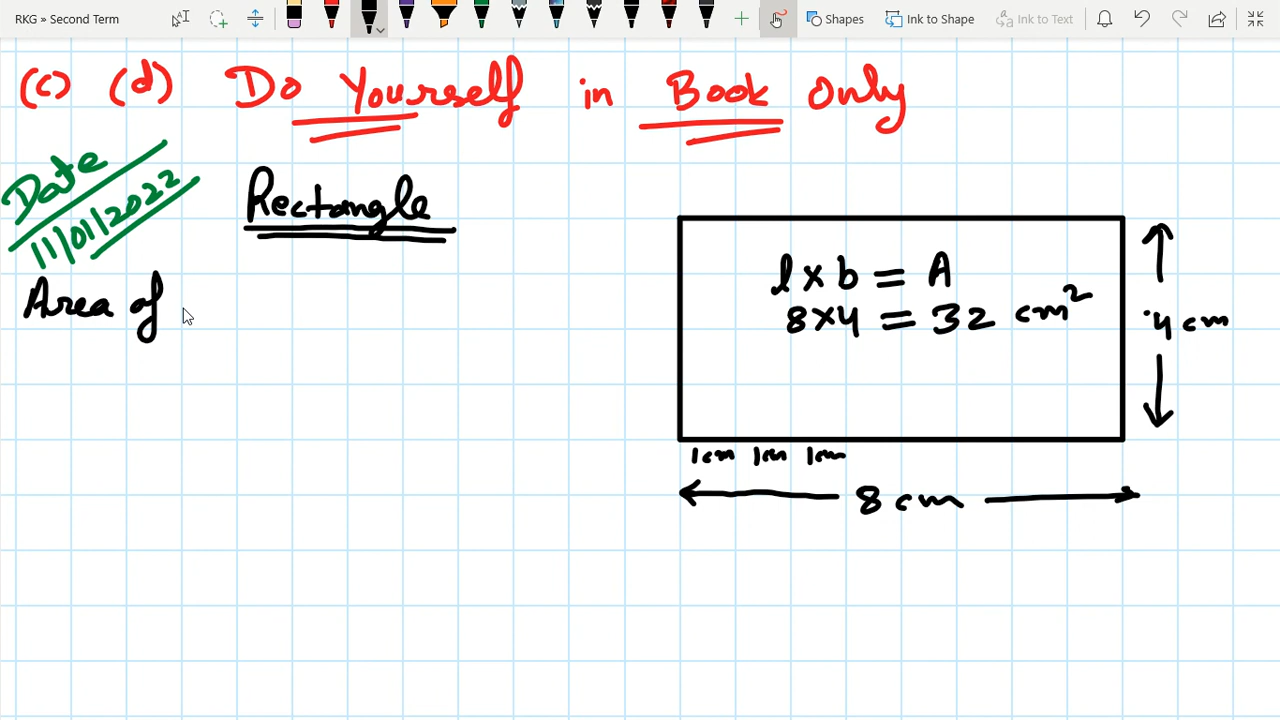 RKG » Second Term
Shapes
Ink to Shape
Ink to Text
(c) (d) Do Yourself in Book Only
Date
11/01/2022
Rectangle
Area of
l x b = A
8x4 = 32 cm²
4 cm
1cm 1cm 1cm
8 cm